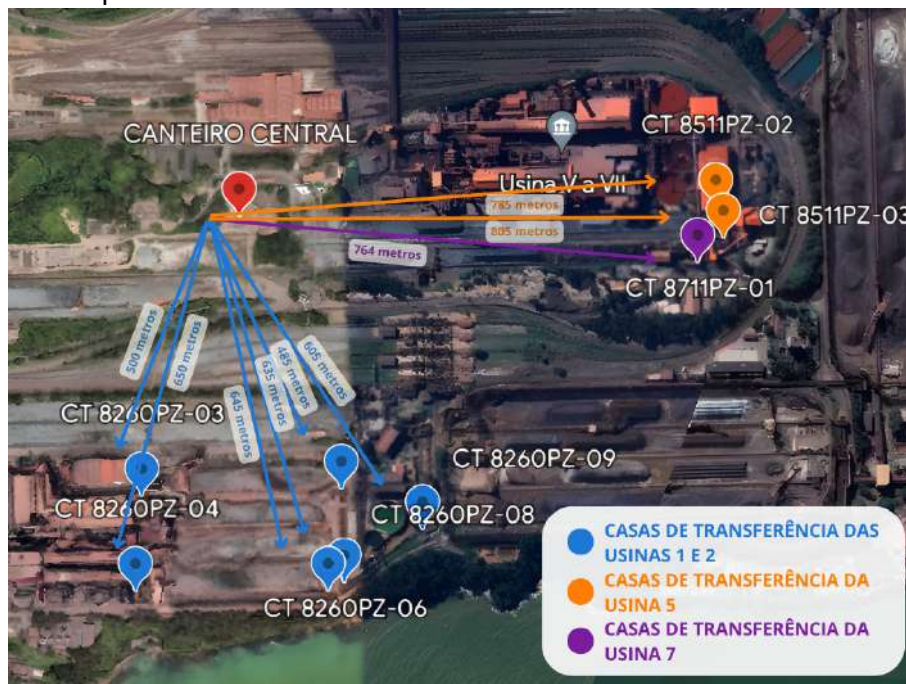 CANTEIRO CENTRAL
CT 8511PZ-02
Usina V a VII
785 metros
CT 8511PZ-03
805 metros
764 metros
CT 8711PZ-01
500 metros
650 metros
645 metros
635 metros
485 metros
605 metros
CT 8260PZ-03
CT 8260PZ-09
CT 8260PZ-04
CT 8260PZ-08
CT 8260PZ-06
CASAS DE TRANSFERÊNCIA DAS
USINAS 1 E 2
CASAS DE TRANSFERÊNCIA DA
USINA 5
CASAS DE TRANSFERÊNCIA DA
USINA 7